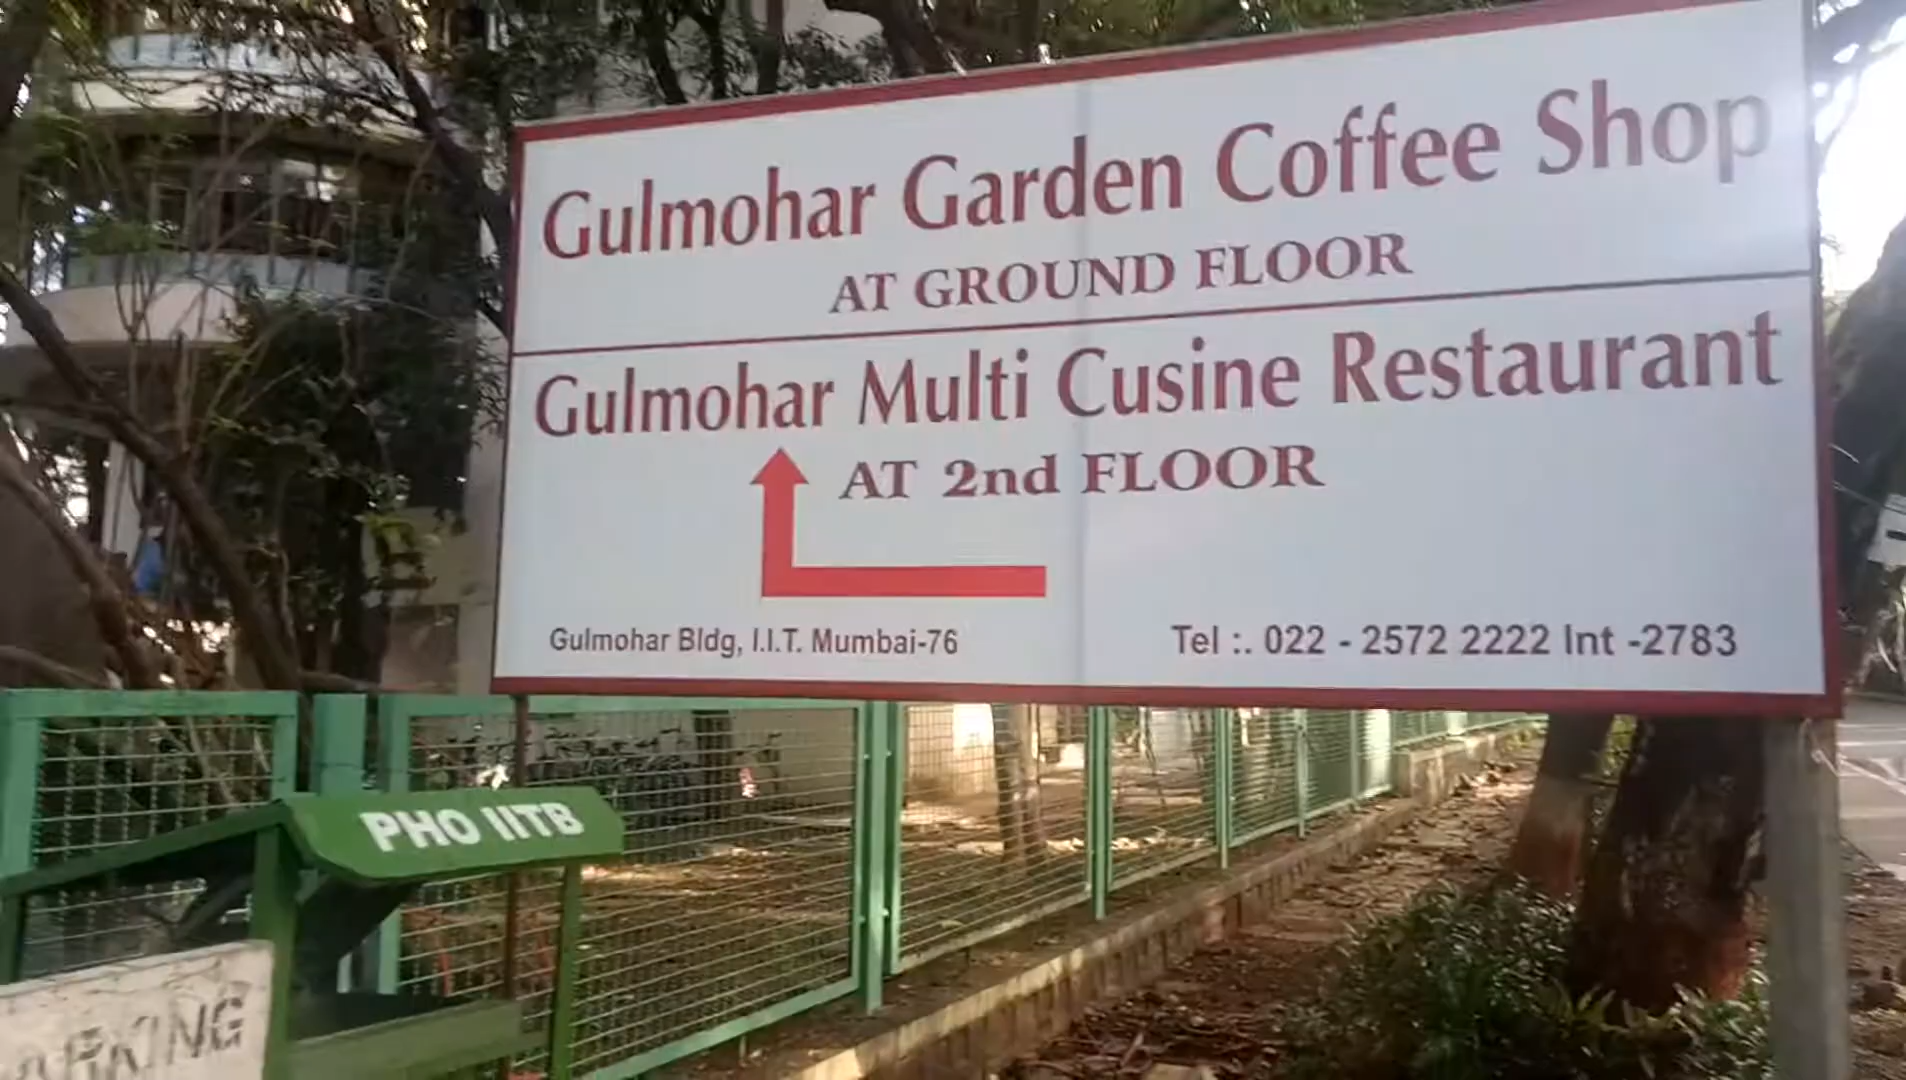 Gulmohar Garden Coffee Shop
AT GROUND FLOOR
Gulmohar Multi Cusine Restaurant
AT 2nd FLOOR
Gulmohar Bldg, I.I.T. Mumbai-76
Tel :. 022 - 2572 2222 Int -2783
PHO IITB